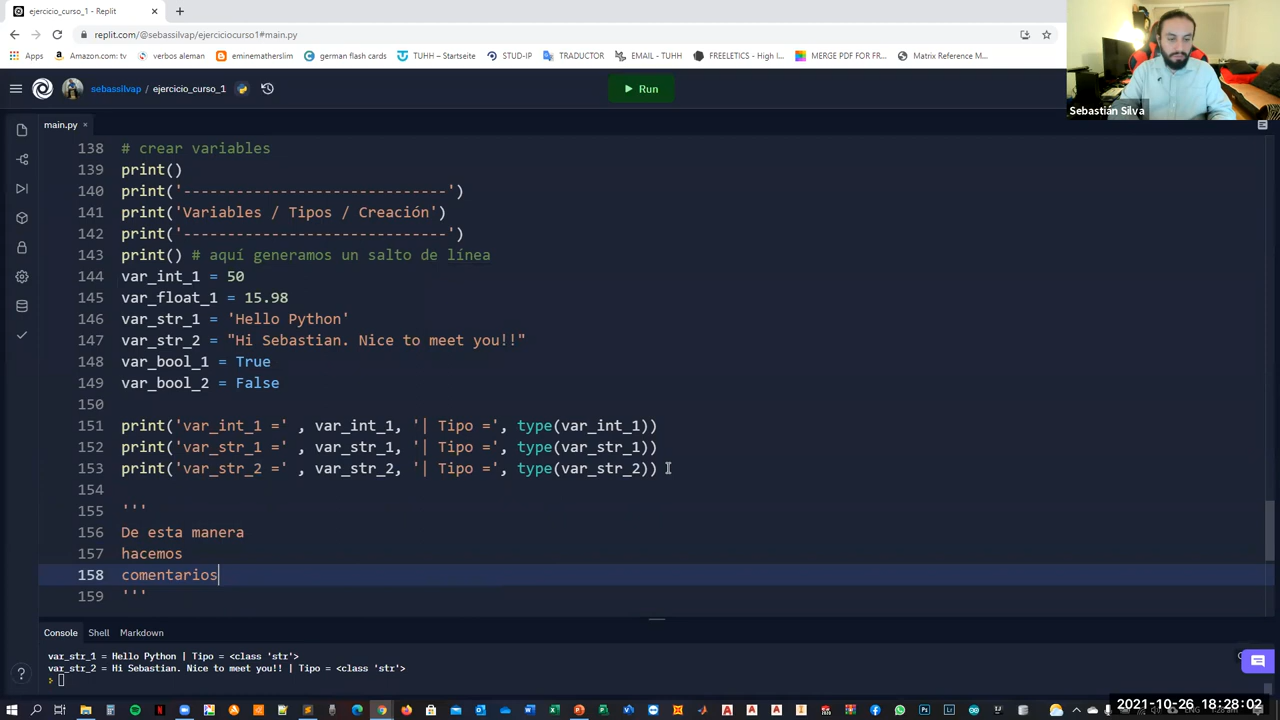 ejercicio_curso_1 - Replit
replit.com/@sebassilvap/ejerciciocurso1#main.py
Apps
Amazon.com: tv
verbos aleman
eminematherslim
german flash cards
TUHH – Startseite
STUD-IP
TRADUCTOR
EMAIL - TUHH
FREELETICS - High I...
MERGE PDF FOR FR...
Matrix Reference M...
Sebastián Silva
sebassilvap / ejercicio_curso_1
Run
main.py
138 # crear variables
139 print()
140 print('------------------------------')
141 print('Variables / Tipos / Creación')
142 print('------------------------------')
143 print() # aquí generamos un salto de línea
144 var_int_1 = 50
145 var_float_1 = 15.98
146 var_str_1 = 'Hello Python'
147 var_str_2 = "Hi Sebastian. Nice to meet you!!"
148 var_bool_1 = True
149 var_bool_2 = False
150
151 print('var_int_1 =' , var_int_1, '| Tipo =', type(var_int_1))
152 print('var_str_1 =' , var_str_1, '| Tipo =', type(var_str_1))
153 print('var_str_2 =' , var_str_2, '| Tipo =', type(var_str_2))
154
155 '''
156 De esta manera
157 hacemos
158 comentarios
159 '''
Console Shell Markdown
var_str_1 = Hello Python | Tipo = <class 'str'>
var_str_2 = Hi Sebastian. Nice to meet you!! | Tipo = <class 'str'>
>
2021-10-26 18:28:02